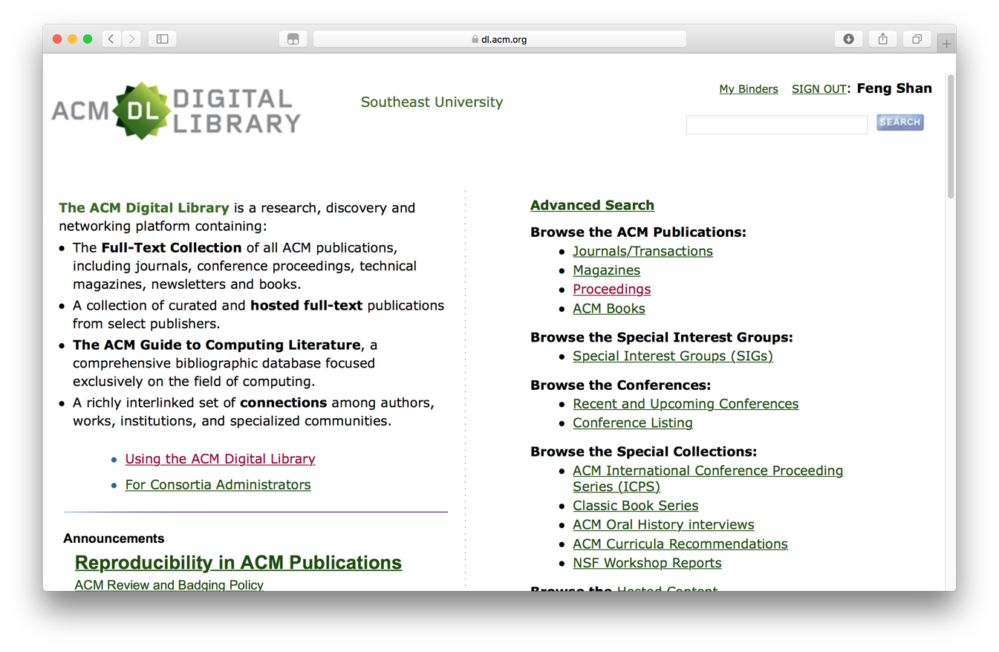 dl.acm.org
ACM DL DIGITAL LIBRARY
Southeast University
My Binders SIGN OUT: Feng Shan
SEARCH
The ACM Digital Library is a research, discovery and
networking platform containing:
• The Full-Text Collection of all ACM publications,
including journals, conference proceedings, technical
magazines, newsletters and books.
• A collection of curated and hosted full-text publications
from select publishers.
• The ACM Guide to Computing Literature, a
comprehensive bibliographic database focused
exclusively on the field of computing.
• A richly interlinked set of connections among authors,
works, institutions, and specialized communities.
• Using the ACM Digital Library
• For Consortia Administrators
Announcements
Reproducibility in ACM Publications
ACM Review and Badging Policy
Advanced Search
Browse the ACM Publications:
• Journals/Transactions
• Magazines
• Proceedings
• ACM Books
Browse the Special Interest Groups:
• Special Interest Groups (SIGs)
Browse the Conferences:
• Recent and Upcoming Conferences
• Conference Listing
Browse the Special Collections:
• ACM International Conference Proceeding
Series (ICPS)
• Classic Book Series
• ACM Oral History interviews
• ACM Curricula Recommendations
• NSF Workshop Reports
Browse the Hosted Content